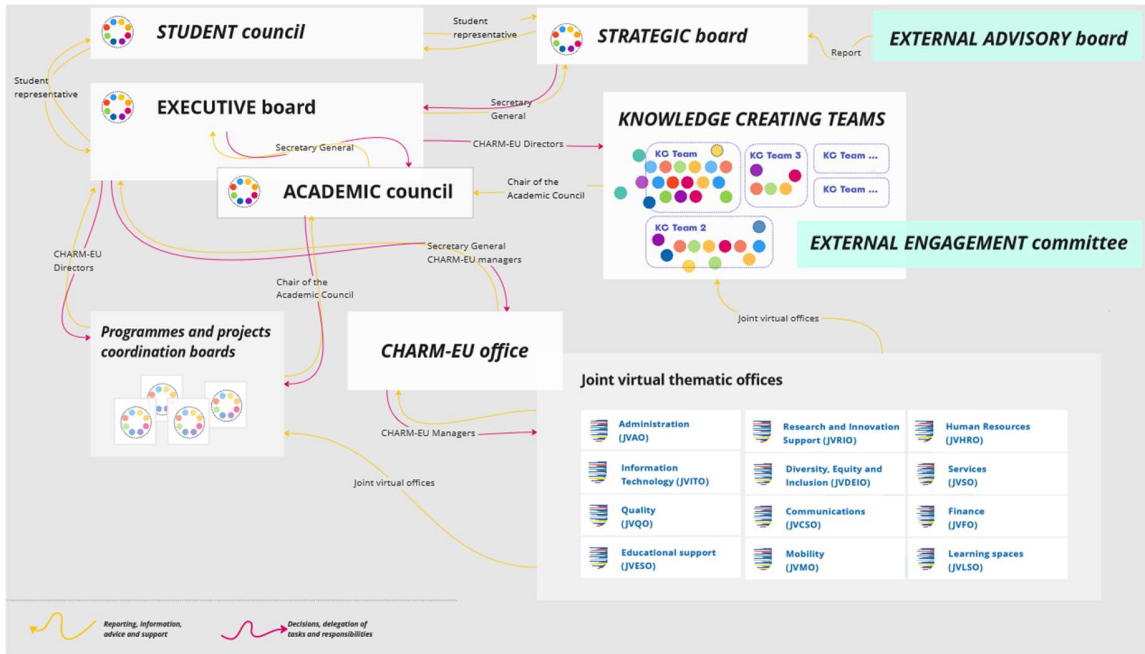 STUDENT council
Student
representative
STRATEGIC board
Report
EXTERNAL ADVISORY board
Student
representative
EXECUTIVE board
Secretary
General
Secretary General
CHARM-EU Directors
ACADEMIC council
Chair of the
Academic Council
KNOWLEDGE CREATING TEAMS
KC Team
KC Team 3
KC Team ...
KC Team ...
KC Team 2
EXTERNAL ENGAGEMENT committee
CHARM-EU
Directors
Secretary General
CHARM-EU managers
Chair of the
Academic Council
Joint virtual offices
Programmes and projects
coordination boards
CHARM-EU office
CHARM-EU Managers
Joint virtual offices
Joint virtual thematic offices
Administration
(JVAO)
Research and Innovation
Support (JVRIO)
Human Resources
(JVHRO)
Information
Technology (JVITO)
Diversity, Equity and
Inclusion (JVDEIO)
Services
(JVSO)
Quality
(JVQO)
Communications
(JVCSO)
Finance
(JVFO)
Educational support
(JVESO)
Mobility
(JVMO)
Learning spaces
(JVLSO)
Reporting, information,
advice and support
Decisions, delegation of
tasks and responsibilities